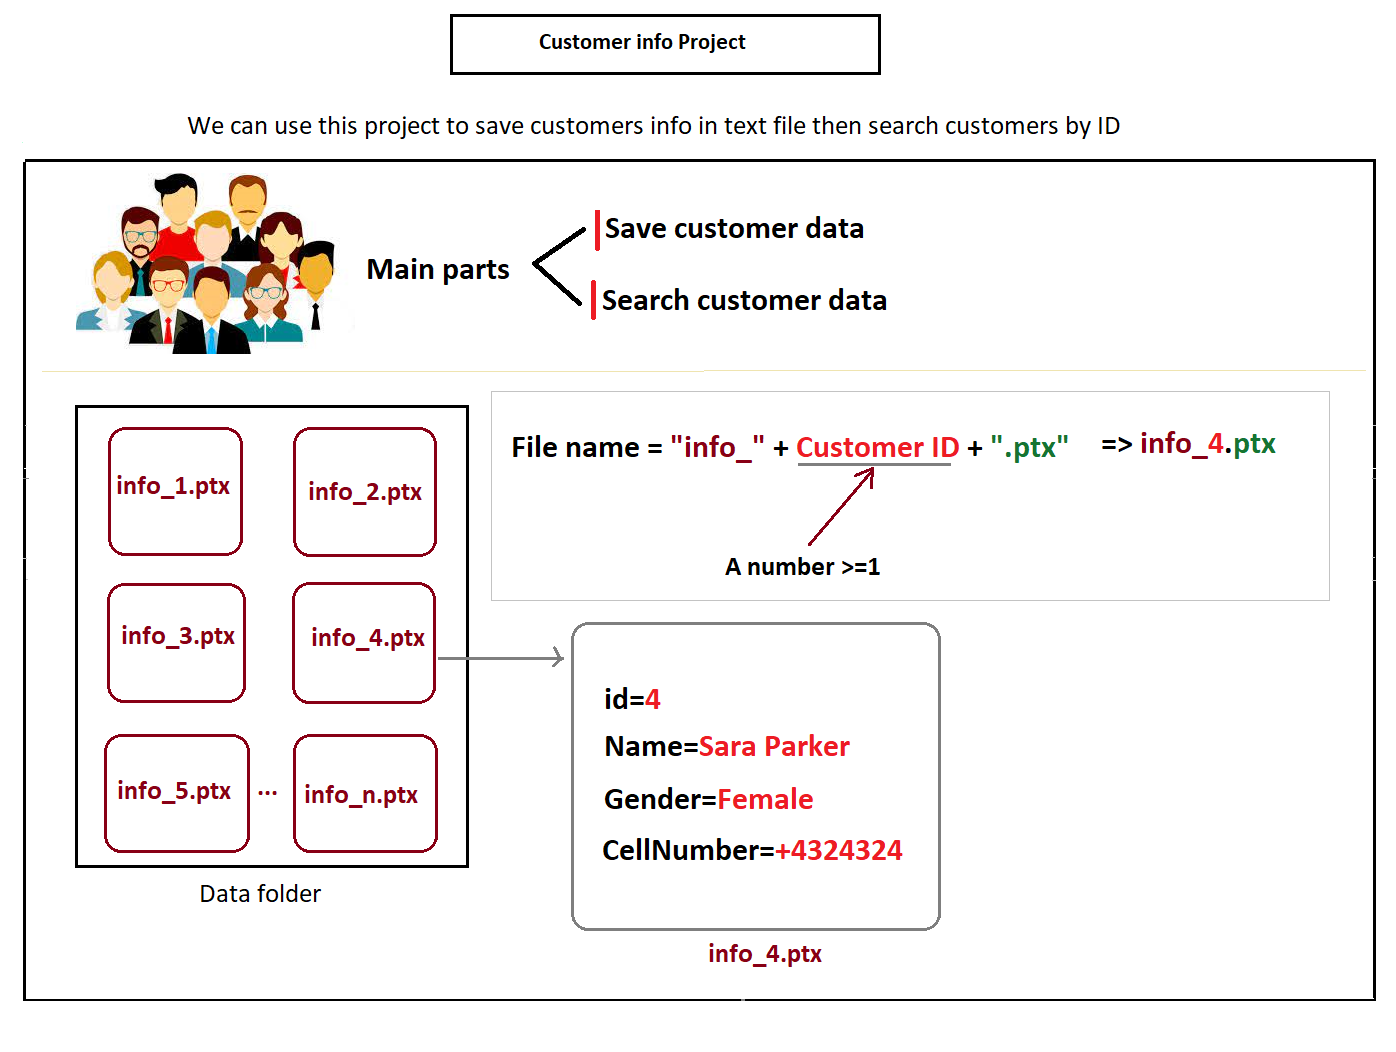 Customer info Project
We can use this project to save customers info in text file then search customers by ID
Main parts
Save customer data
Search customer data
info_1.ptx
info_2.ptx
info_3.ptx
info_4.ptx
info_5.ptx ... info_n.ptx
Data folder
File name = "info_" + Customer ID + ".ptx" => info_4.ptx
A number >=1
id=4
Name=Sara Parker
Gender=Female
CellNumber=+4324324
info_4.ptx